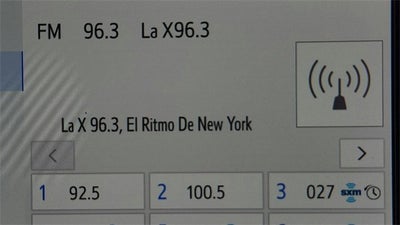 FM 96.3 La X96.3
La X 96.3, El Ritmo De New York
< >
1 92.5 2 100.5 3 027 sxm